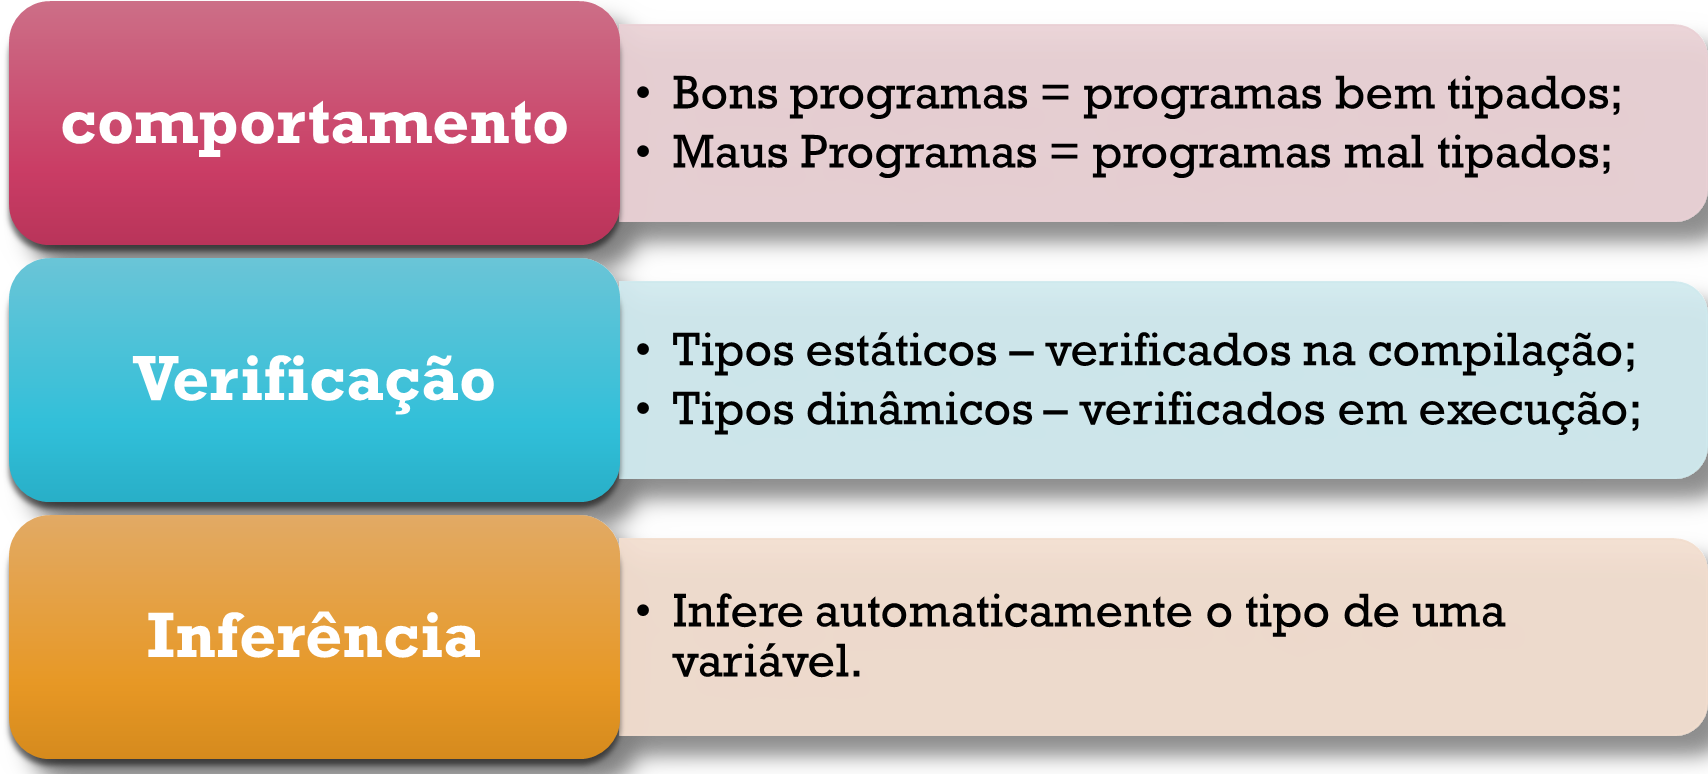 comportamento
• Bons programas = programas bem tipados;
• Maus Programas = programas mal tipados;
Verificação
• Tipos estáticos – verificados na compilação;
• Tipos dinâmicos – verificados em execução;
Inferência
• Infere automaticamente o tipo de uma
variável.